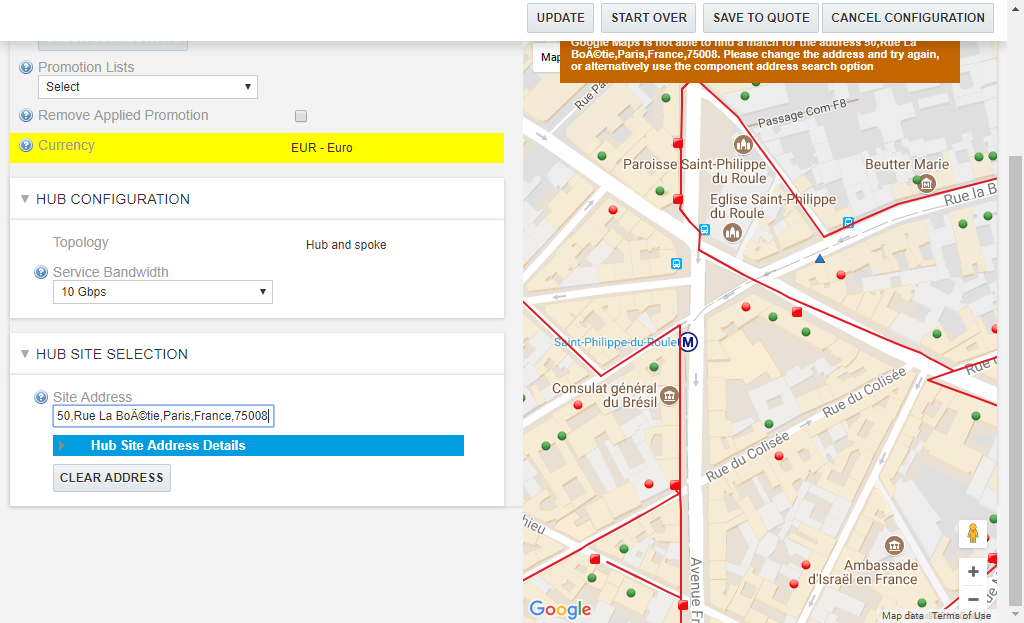 UPDATE
START OVER
SAVE TO QUOTE
CANCEL CONFIGURATION
Promotion Lists
Select
Remove Applied Promotion
Currency
EUR - Euro
HUB CONFIGURATION
Topology
Hub and spoke
Service Bandwidth
10 Gbps
HUB SITE SELECTION
Site Address
50,Rue La BoÃ©tie,Paris,France,75008
Hub Site Address Details
CLEAR ADDRESS
Map
Google Maps is not able to find a match for the address 50,Rue La
BoÃ©tie,Paris,France,75008. Please change the address and try again,
or alternatively use the component address search option
Rue Pa
Passage Com F8
Paroisse Saint-Philippe
du Roule
Beutter Marie
Rue la B
Eglise Saint-Philippe
du Roule
Saint-Philippe-du-Roule
M
Rue d
Consulat général
du Brésil
Rue du Colisée
Rue du Colisée
hieu
Avenue Fr
Ambassade
d'Israël en France
Google
Map data
Terms of Use